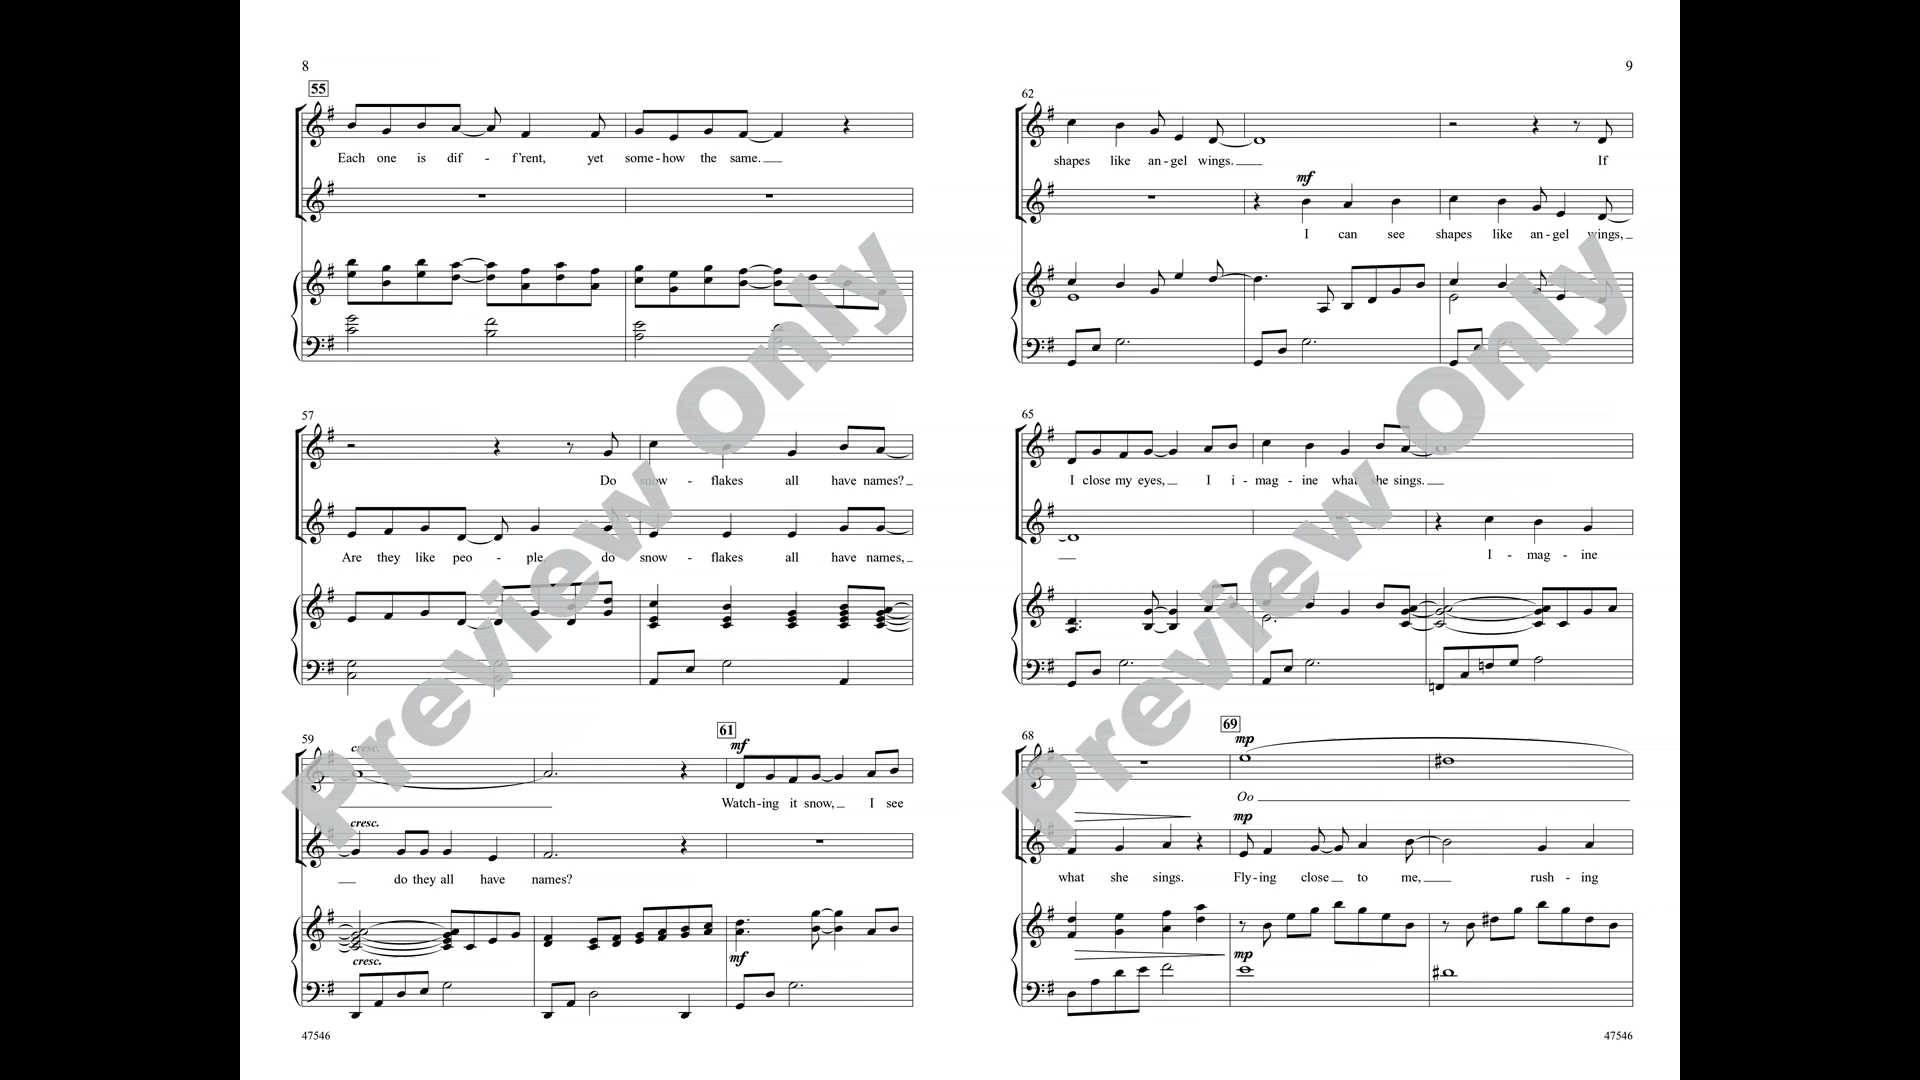 8
55
Each one is dif - f'rent, yet some - how the same.
57
Do snow - flakes all have names?
Are they like peo - ple do snow - flakes all have names,
59
cresc.
61
mf
Watch - ing it snow, I see
cresc.
do they all have names?
cresc.
mf
47546
9
62
shapes like an - gel wings. If
mf
I can see shapes like an - gel wings,
65
I close my eyes, I i - mag - ine what she sings.
I - mag - ine
68
69
mp
Oo
mp
what she sings. Fly - ing close to me, rush - ing
mp
47546
Preview Only
Preview Only